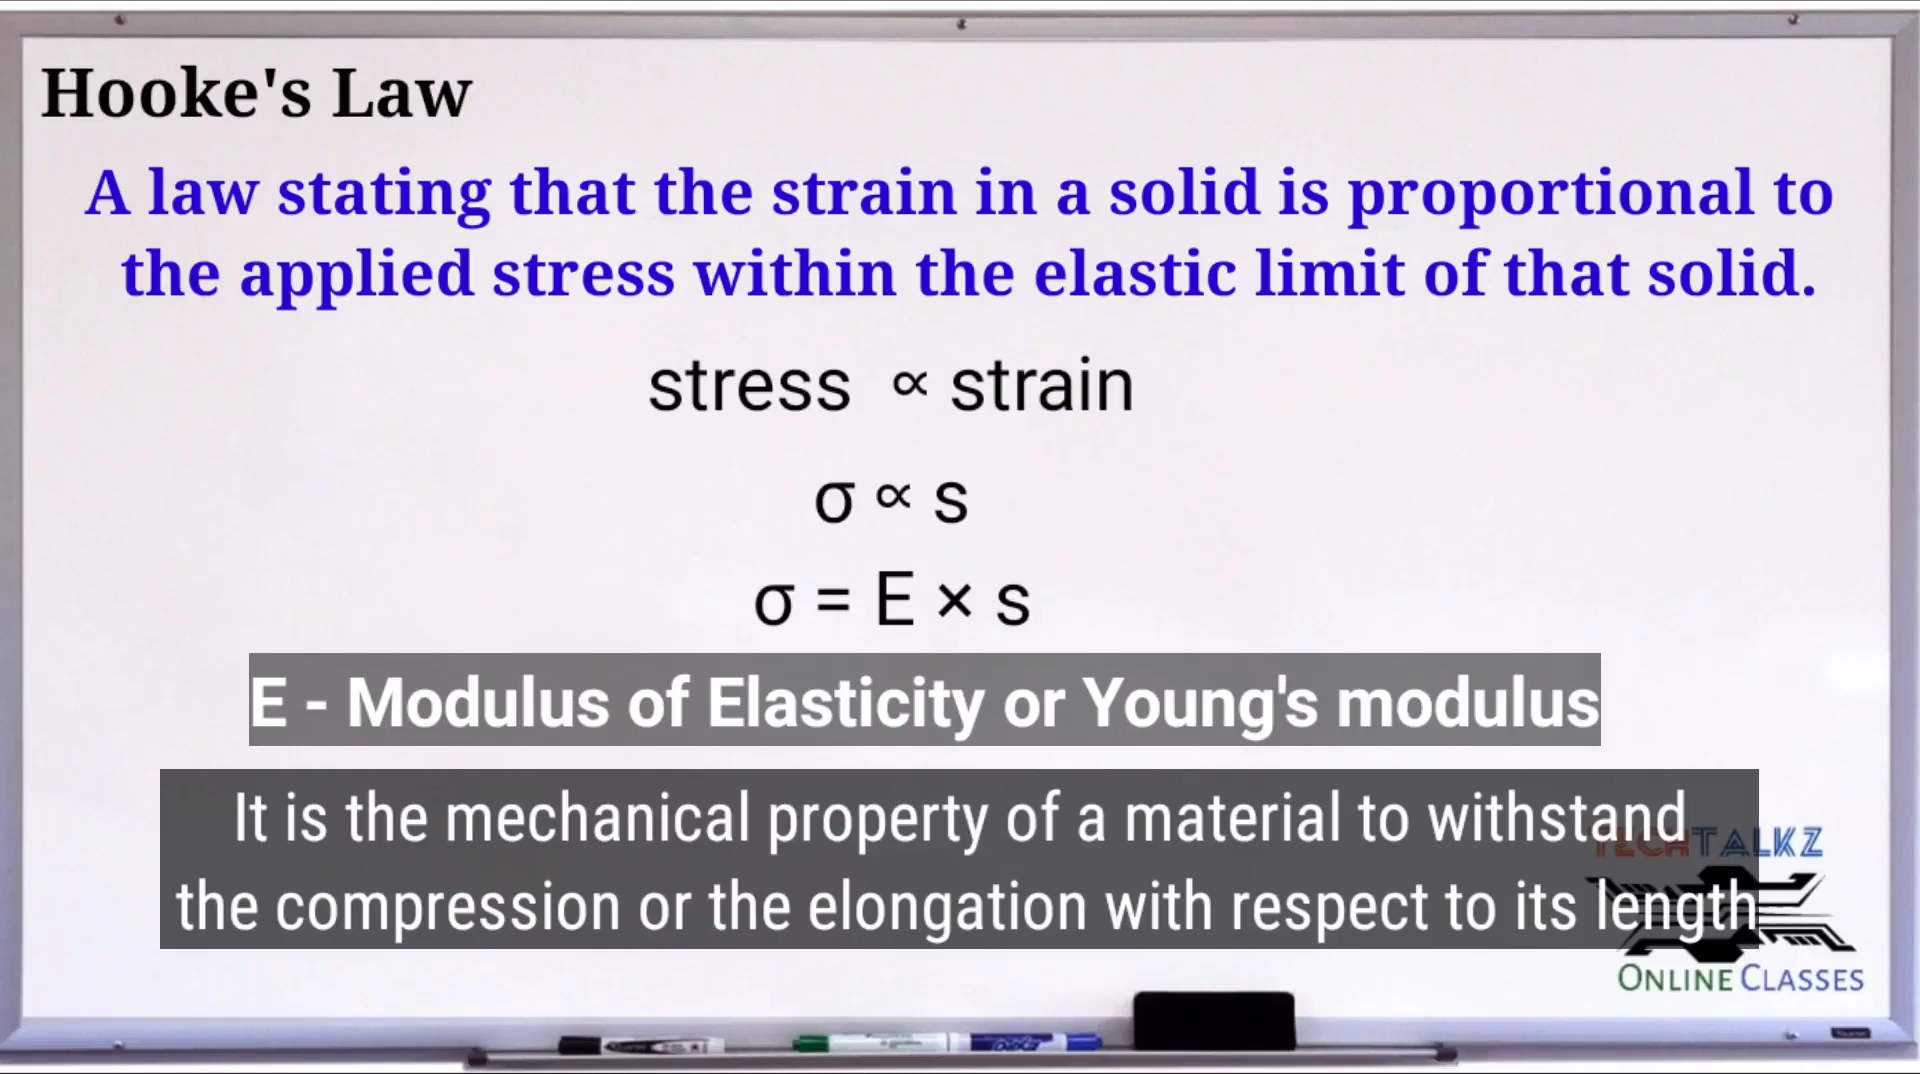 Hooke's Law
A law stating that the strain in a solid is proportional to
the applied stress within the elastic limit of that solid.
stress ∝ strain
σ ∝ s
σ = E × s
E - Modulus of Elasticity or Young's modulus
It is the mechanical property of a material to withstand
the compression or the elongation with respect to its length
TECHTALKZ
ONLINE CLASSES